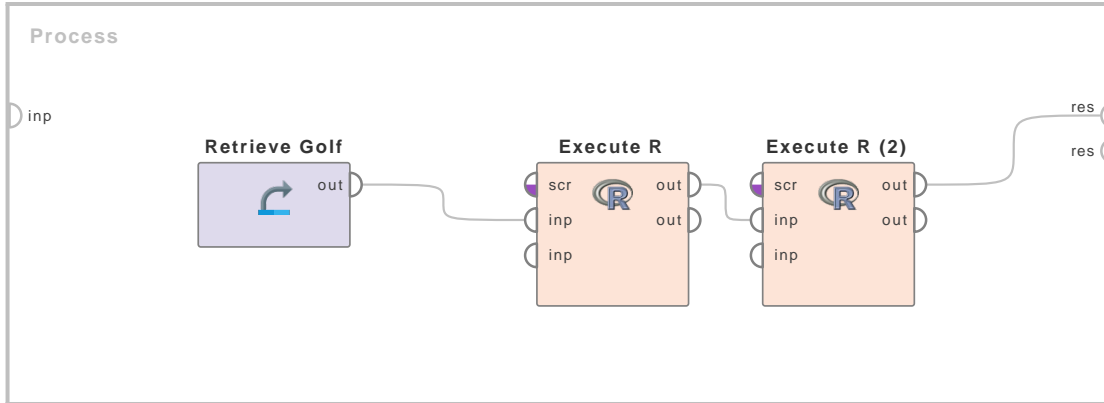 Process
inp
res
res
Retrieve Golf
out
Execute R
scr
out
inp
out
inp
R
Execute R (2)
scr
out
inp
out
inp
R